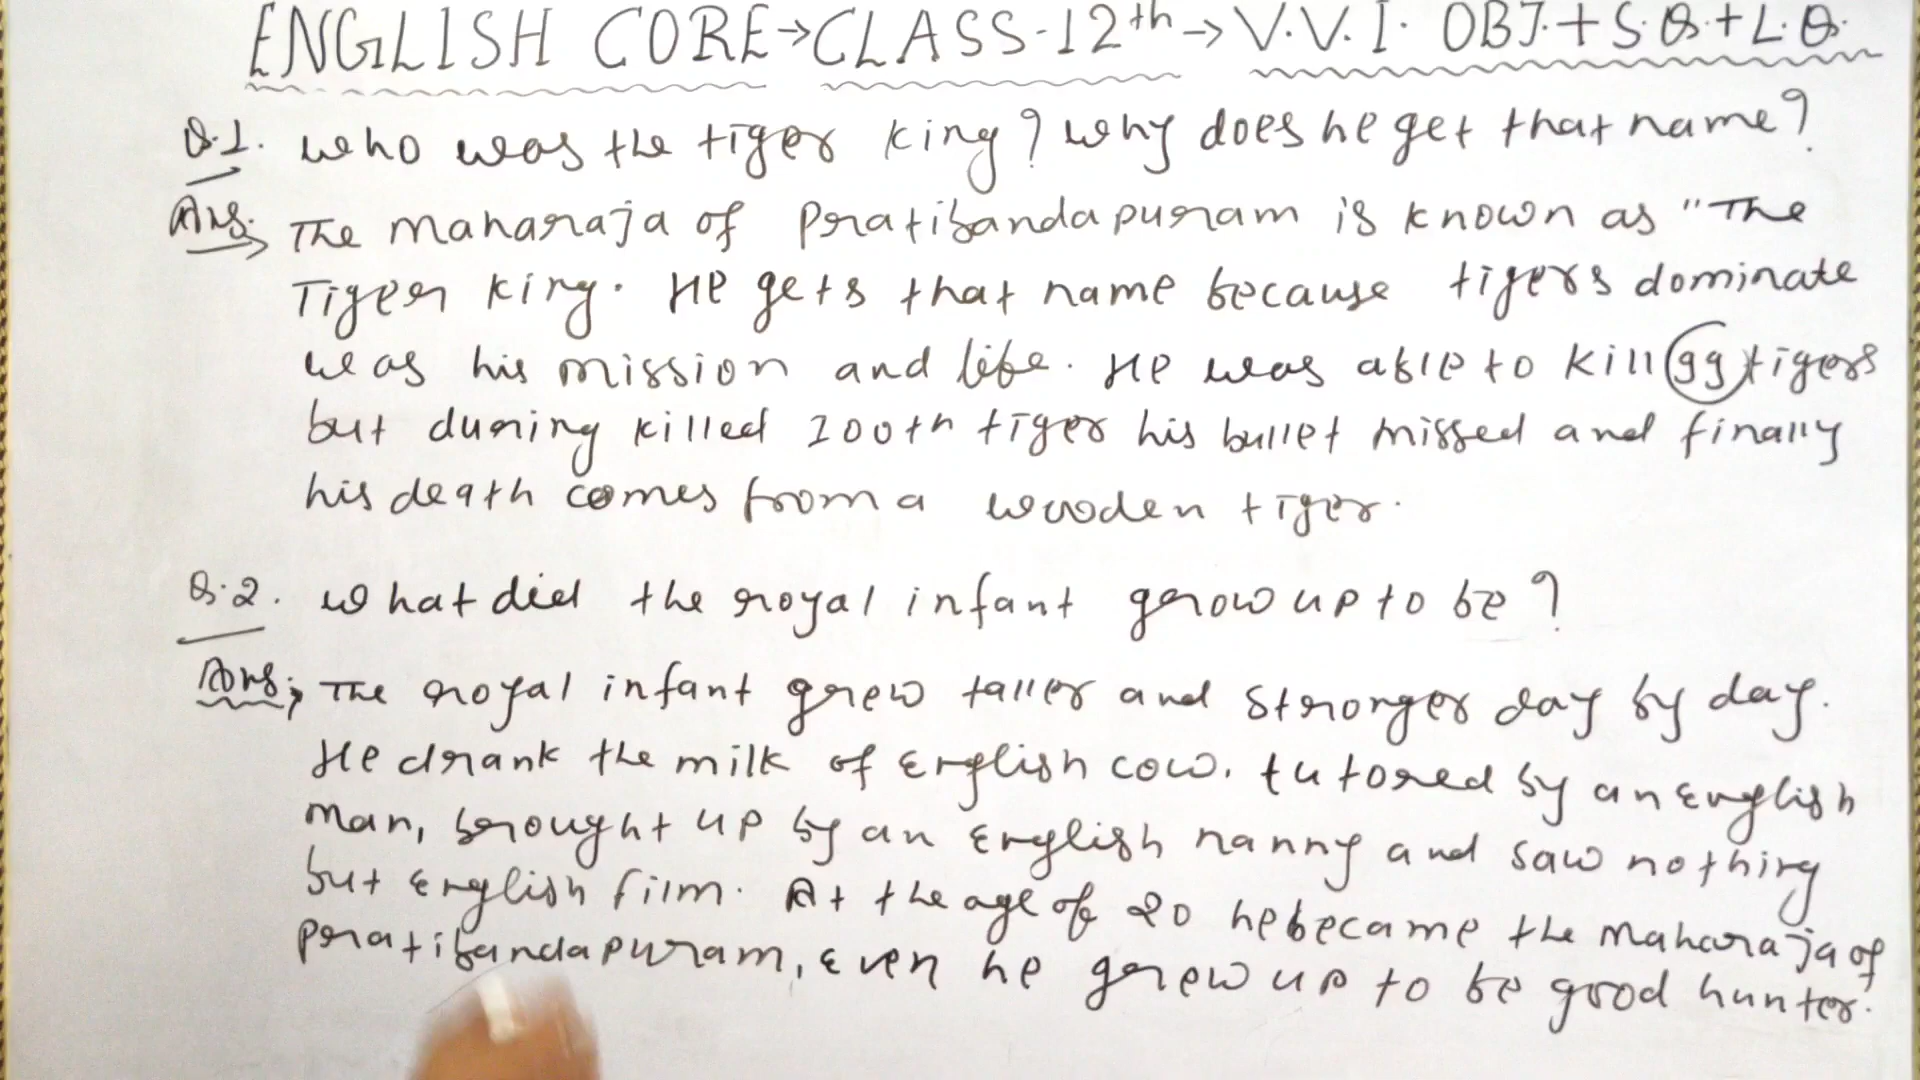 ENGLISH CORE→CLASS-12th→V.V.I. OBJ.+S.Q.+L.Q.
Q.1. Who was the tiger king? Why does he get that name?
Ans. The Maharaja of Pratibandapuram is known as "The
Tiger King. He gets that name because tigers dominate
was his mission and life. He was able to kill 99 tigers
but during killed 100th tiger his bullet missed and finally
his death comes from a wooden tiger.
Q.2. What did the royal infant grow up to be?
Ans; The royal infant grew taller and stronger day by day.
He drank the milk of English cow. tutored by an English
man, brought up by an English nanny and saw nothing
but English film. At the age of 20 he became the Maharaja of
pratibandapuram, Even he grew up to be good hunter.